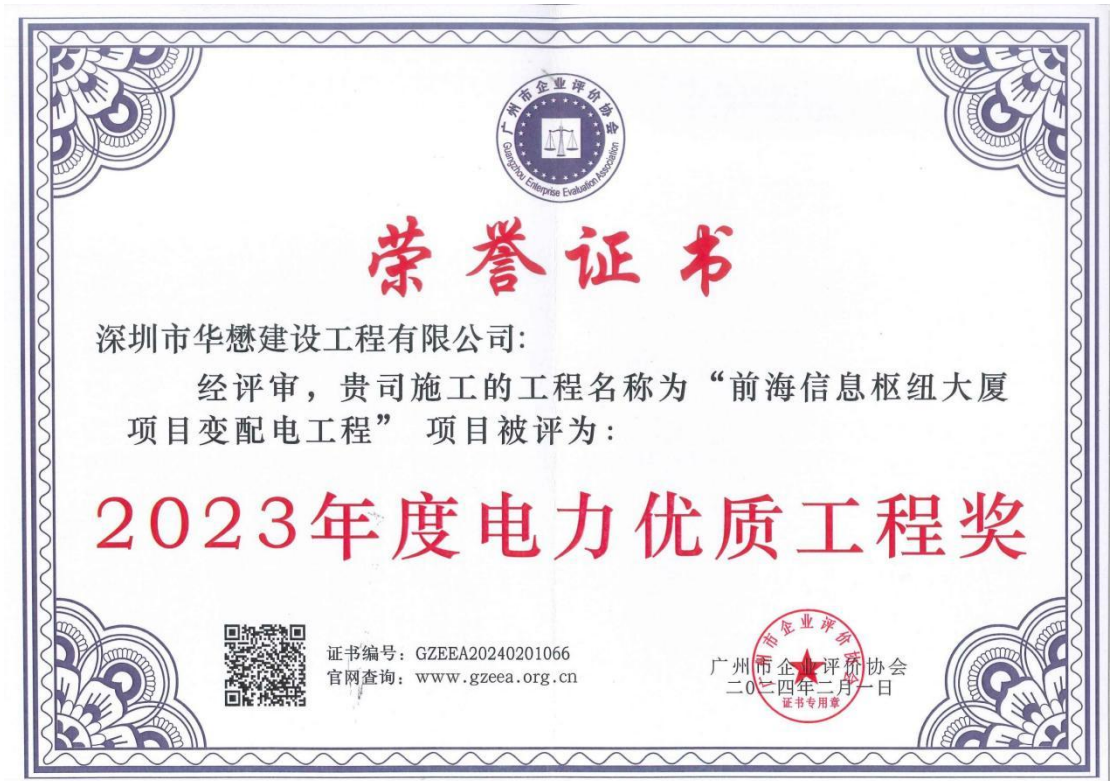 广州市企业评价协会
Guangzhou Enterprise Evaluation Association
荣誉证书
深圳市华懋建设工程有限公司:
经评审，贵司施工的工程名称为“前海信息枢纽大厦
项目变配电工程” 项目被评为:
2023年度电力优质工程奖
证书编号: GZEEA20240201066
官网查询: www.gzeea.org.cn
广州市企业评价协会
二〇二四年二月一日
广州市企业评价协会
证书专用章